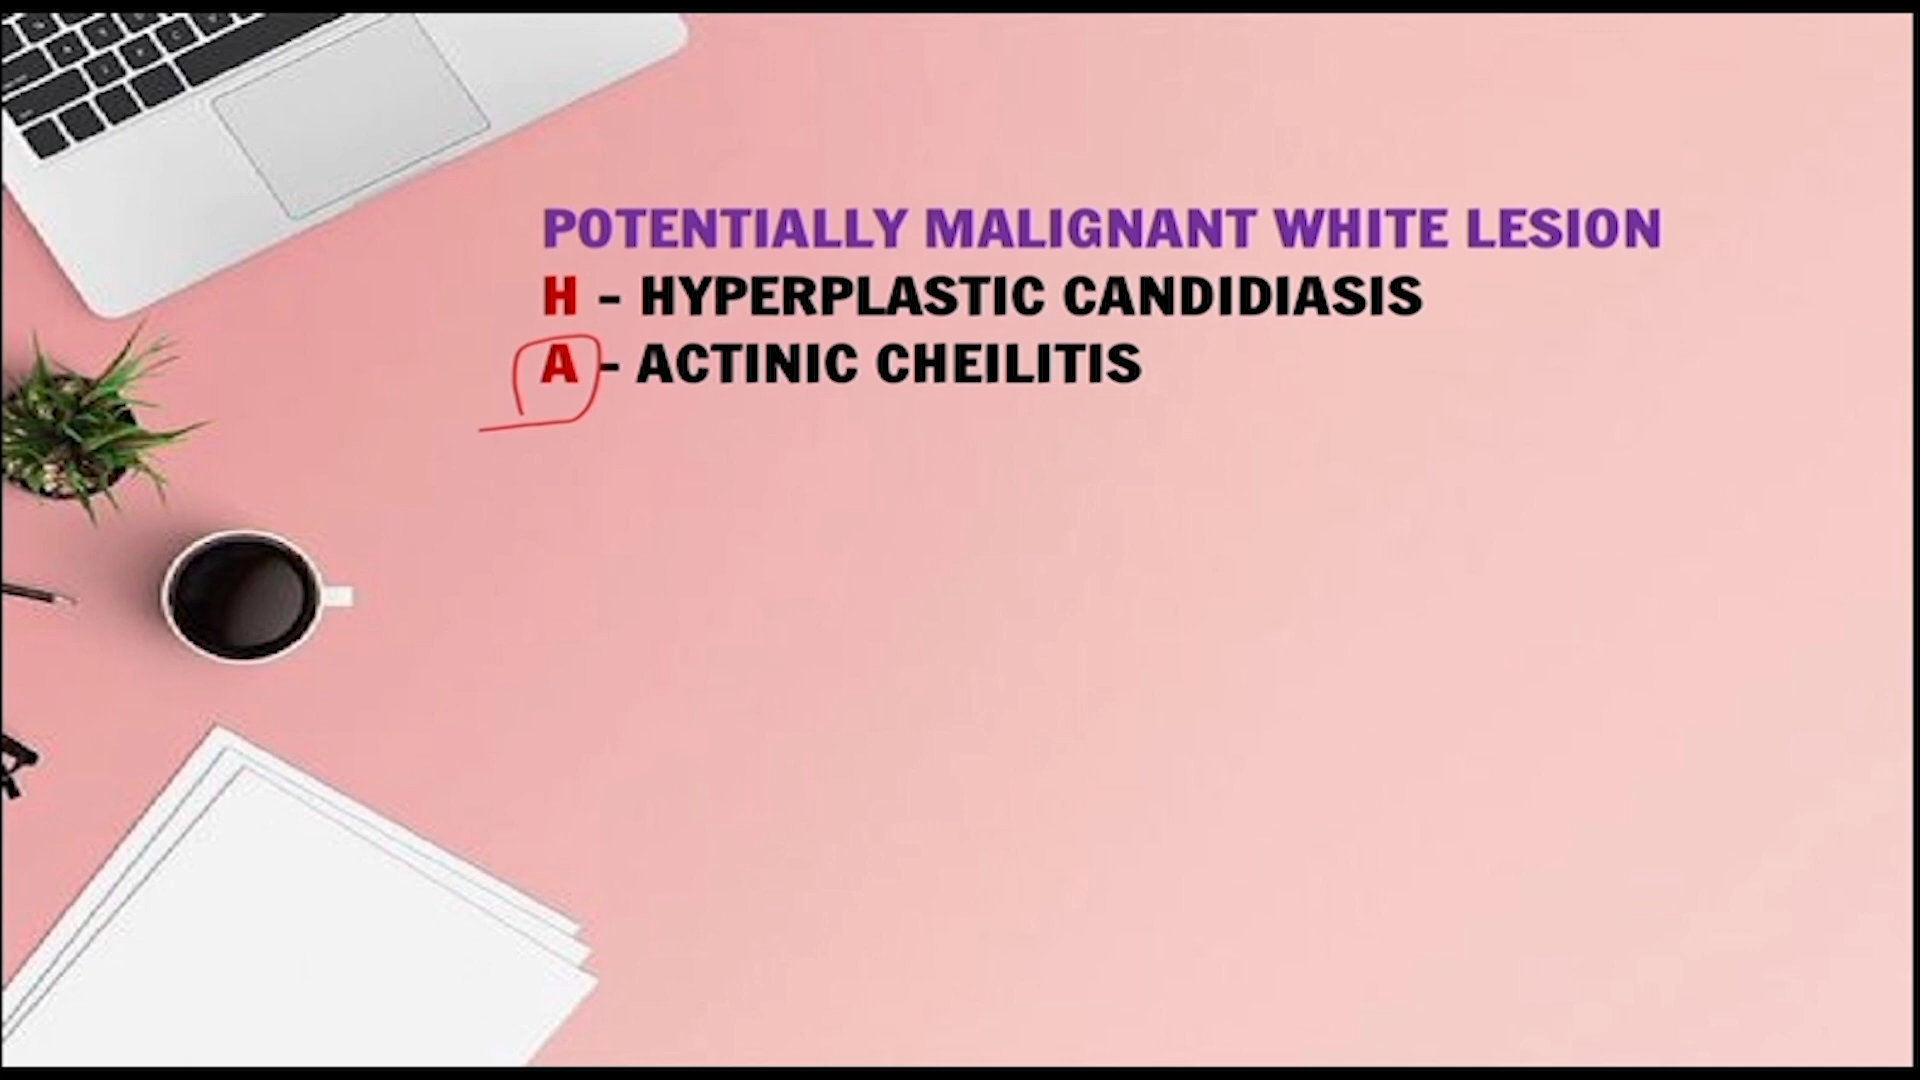 POTENTIALLY MALIGNANT WHITE LESION
H - HYPERPLASTIC CANDIDIASIS
A - ACTINIC CHEILITIS